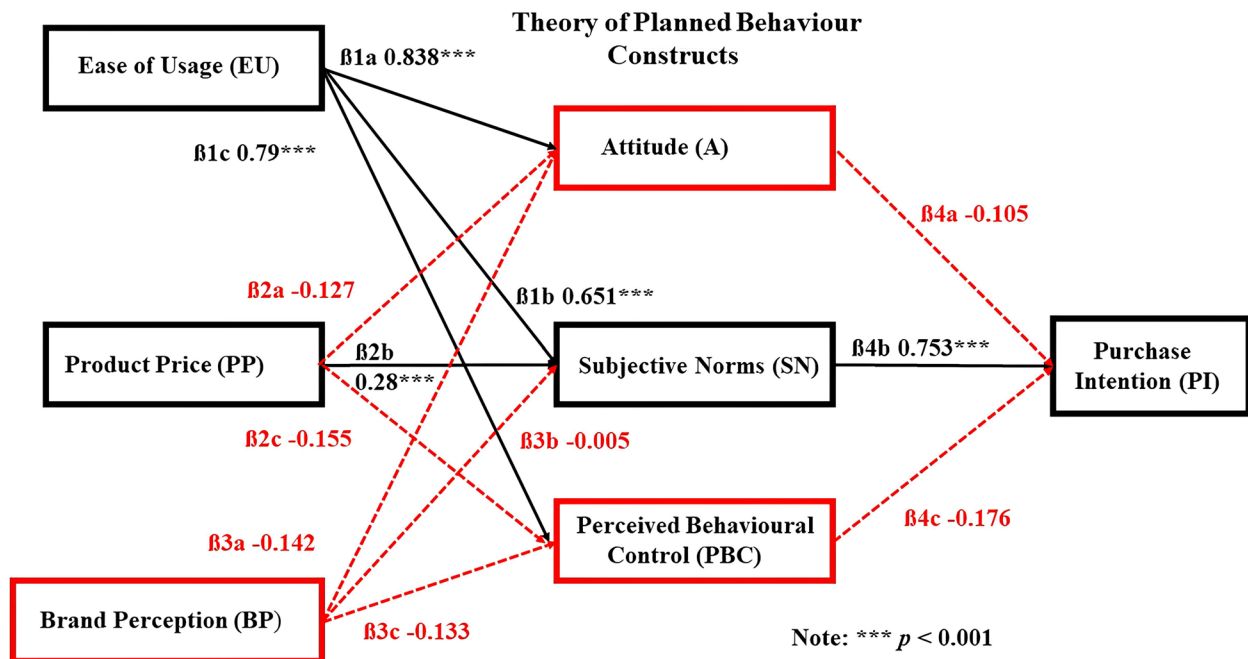 Theory of Planned Behaviour
Constructs
Ease of Usage (EU)
ß1a 0.838***
ß1c 0.79***
Attitude (A)
ß4a -0.105
ß2a -0.127
ß1b 0.651***
Product Price (PP)
ß2b
0.28***
Subjective Norms (SN)
ß4b 0.753***
Purchase
Intention (PI)
ß2c -0.155
ß3b -0.005
ß3a -0.142
Perceived Behavioural
Control (PBC)
ß4c -0.176
Brand Perception (BP)
ß3c -0.133
Note: *** p < 0.001